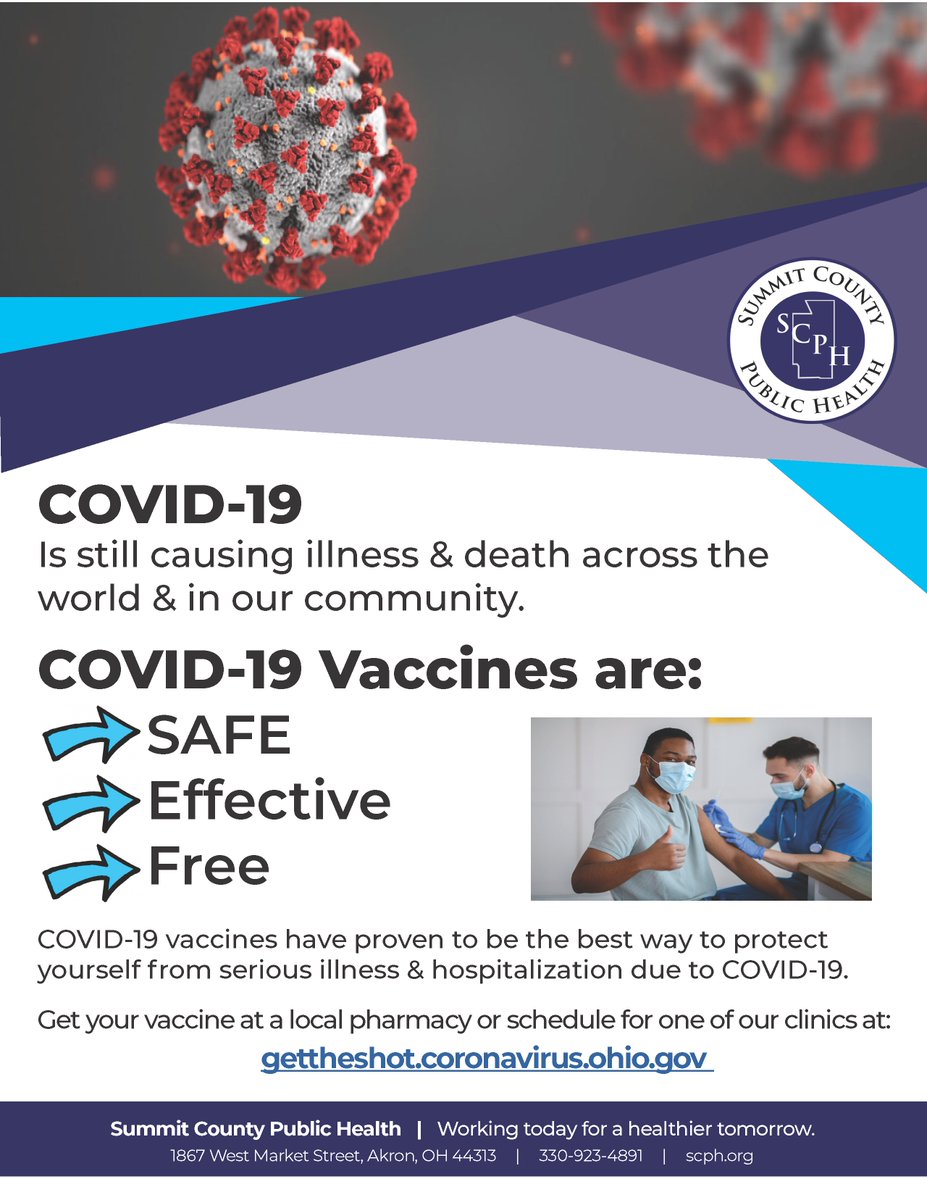 SUMMIT COUNTY
SCPH
PUBLIC HEALTH
COVID-19
Is still causing illness & death across the
world & in our community.
COVID-19 Vaccines are:
SAFE
Effective
Free
COVID-19 vaccines have proven to be the best way to protect
yourself from serious illness & hospitalization due to COVID-19.
Get your vaccine at a local pharmacy or schedule for one of our clinics at:
gettheshot.coronavirus.ohio.gov
Summit County Public Health | Working today for a healthier tomorrow.
1867 West Market Street, Akron, OH 44313 | 330-923-4891 | scph.org